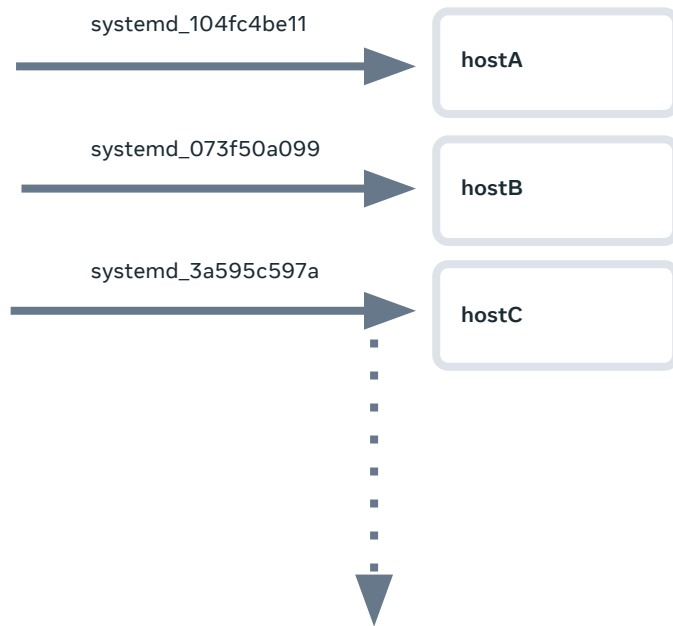 systemd_104fc4be11
hostA
systemd_073f50a099
hostB
systemd_3a595c597a
hostC